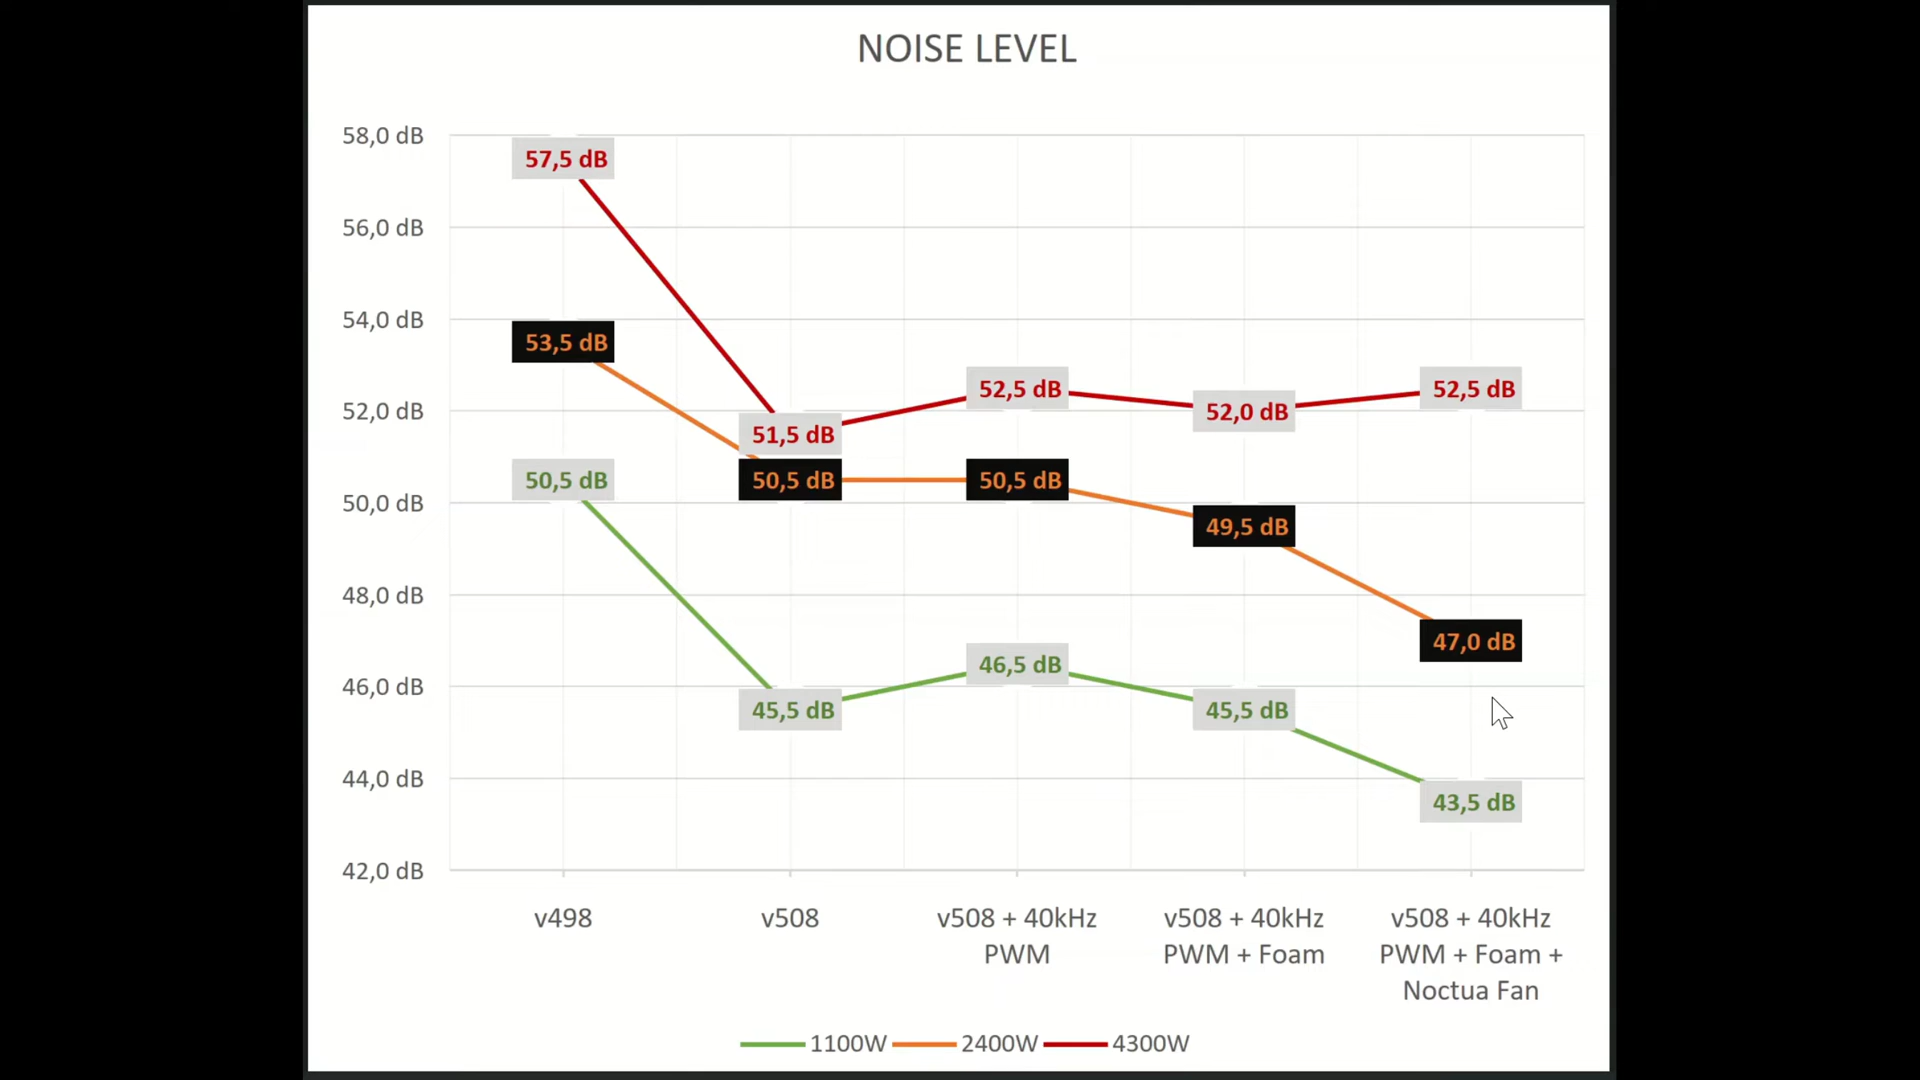 NOISE LEVEL
58,0 dB
57,5 dB
56,0 dB
54,0 dB
53,5 dB
52,0 dB
51,5 dB
52,5 dB
52,0 dB
52,5 dB
50,5 dB
50,5 dB
50,5 dB
50,0 dB
49,5 dB
48,0 dB
47,0 dB
46,5 dB
46,0 dB
45,5 dB
45,5 dB
44,0 dB
43,5 dB
42,0 dB
v498
v508
v508 + 40kHz
PWM
v508 + 40kHz
PWM + Foam
v508 + 40kHz
PWM + Foam +
Noctua Fan
1100W
2400W
4300W